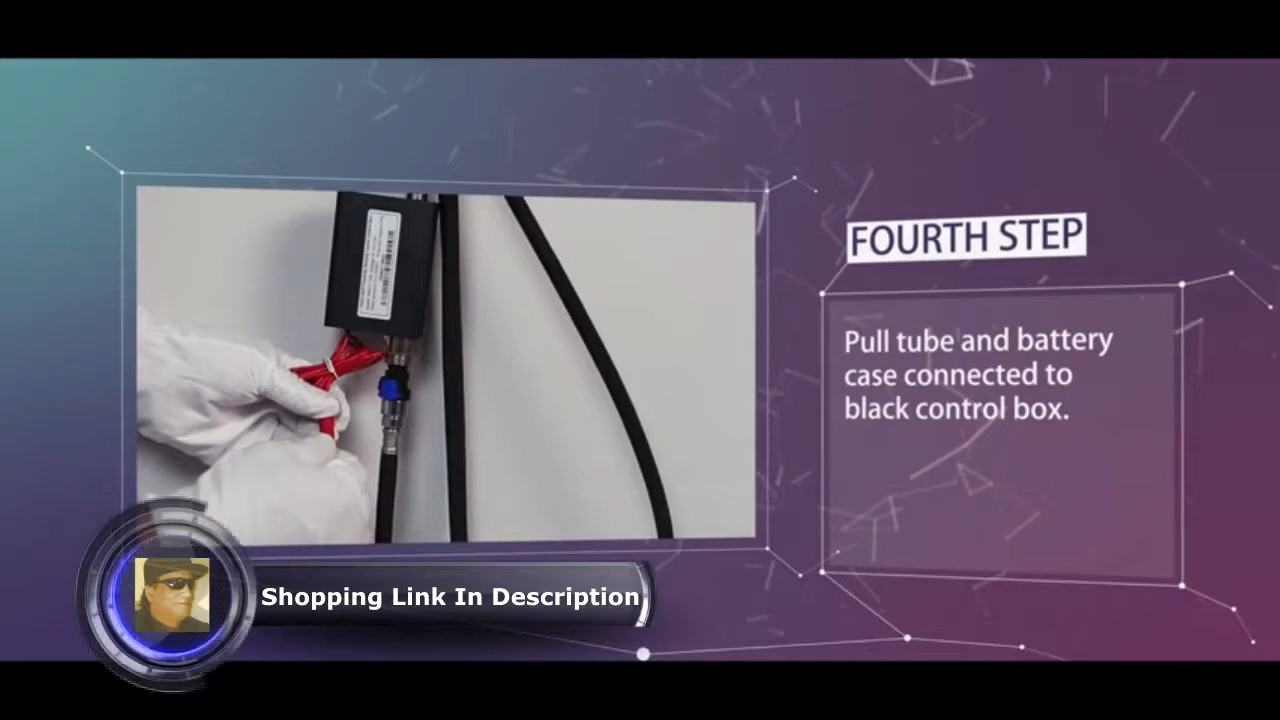 FOURTH STEP
Pull tube and battery
case connected to
black control box.
Shopping Link In Description